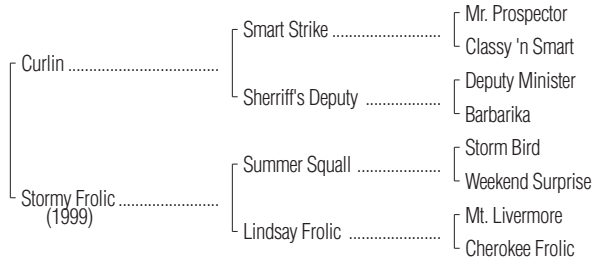 Mr. Prospector
Smart Strike ....................
Classy 'n Smart
Curlin ...................................
Deputy Minister
Sherriff's Deputy ..................
Barbarika
Storm Bird
Summer Squall ...................
Weekend Surprise
Stormy Frolic .......................
(1999)
Mt. Livermore
Lindsay Frolic .....................
Cherokee Frolic